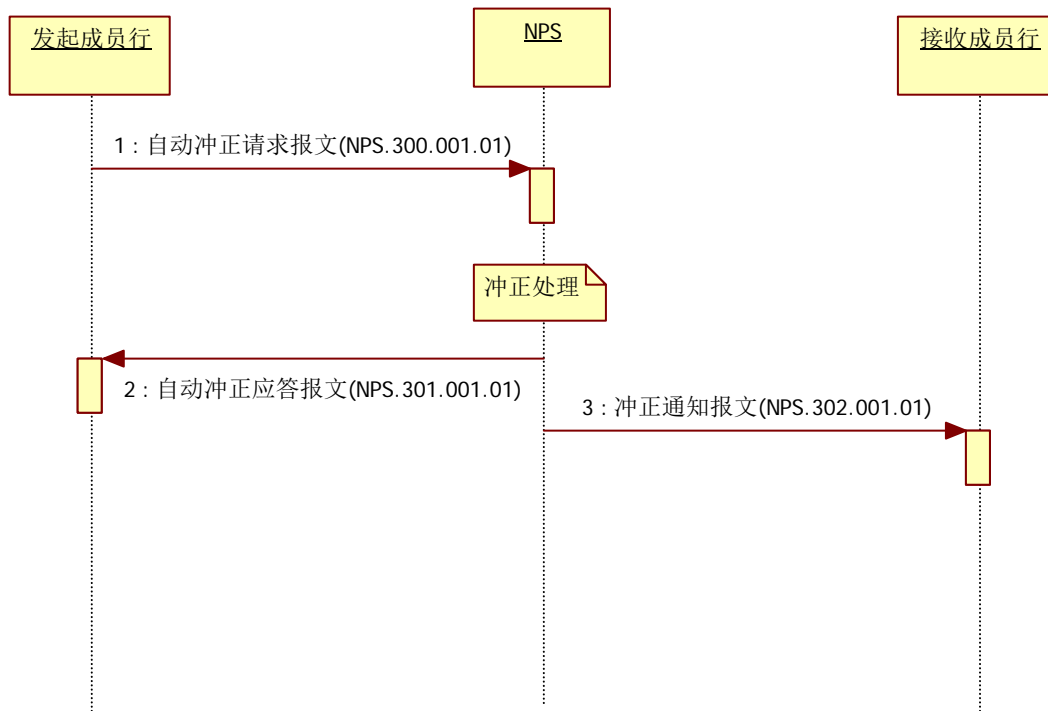 发起成员行
NPS
接收成员行
1 : 自动冲正请求报文(NPS.300.001.01)
冲正处理
2 : 自动冲正应答报文(NPS.301.001.01)
3 : 冲正通知报文(NPS.302.001.01)